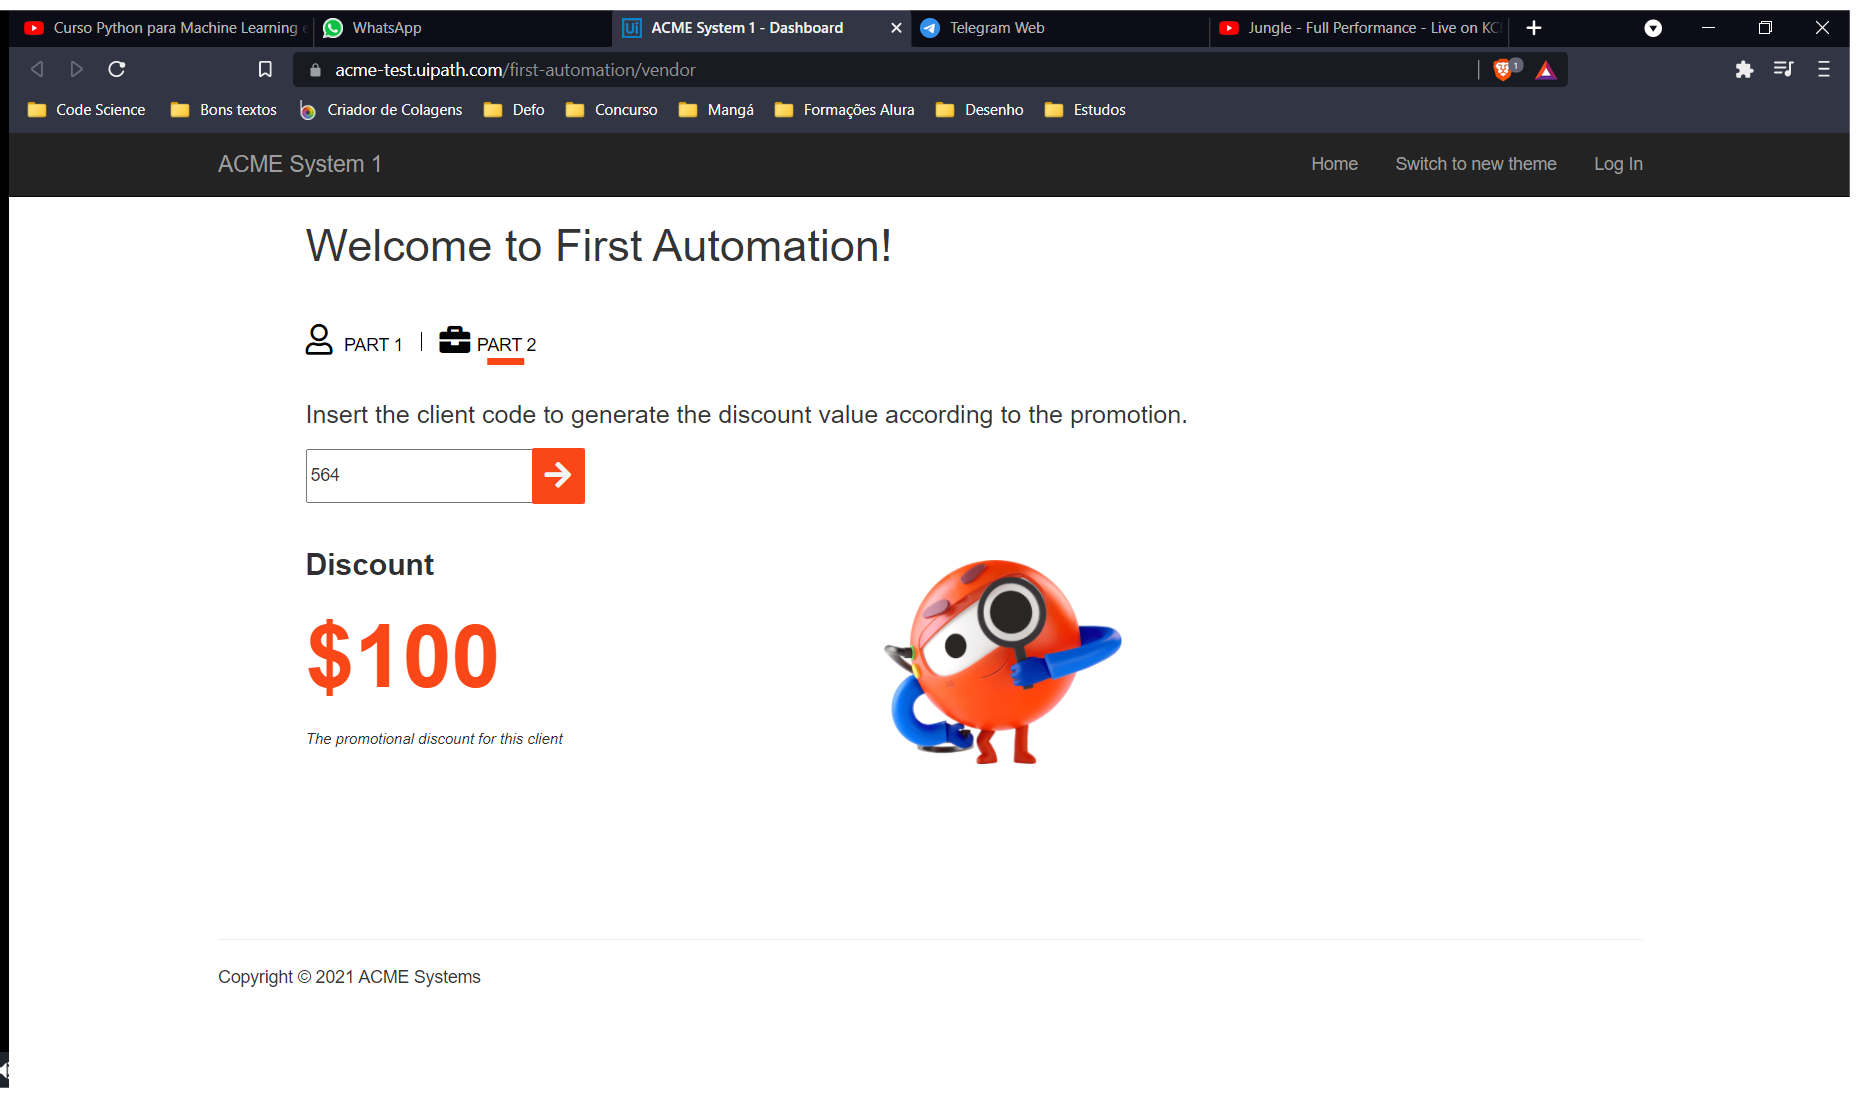 Curso Python para Machine Learning
WhatsApp
ACME System 1 - Dashboard
Telegram Web
Jungle - Full Performance - Live on KC
acme-test.uipath.com/first-automation/vendor
1
Code Science
Bons textos
Criador de Colagens
Defo
Concurso
Mangá
Formações Alura
Desenho
Estudos
ACME System 1
Home
Switch to new theme
Log In
Welcome to First Automation!
PART 1
PART 2
Insert the client code to generate the discount value according to the promotion.
564
Discount
$100
The promotional discount for this client
Copyright © 2021 ACME Systems